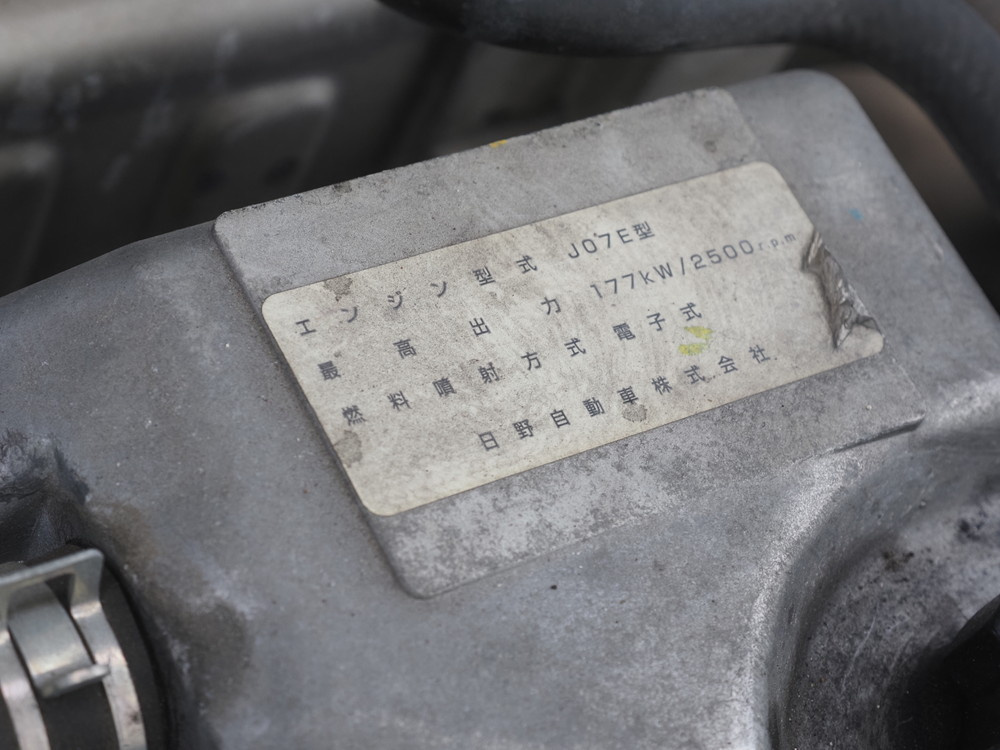 エンジン型式 J07E型
最高出力 177kW/2500r.p.m
燃料噴射方式 電子式
日野自動車株式会社